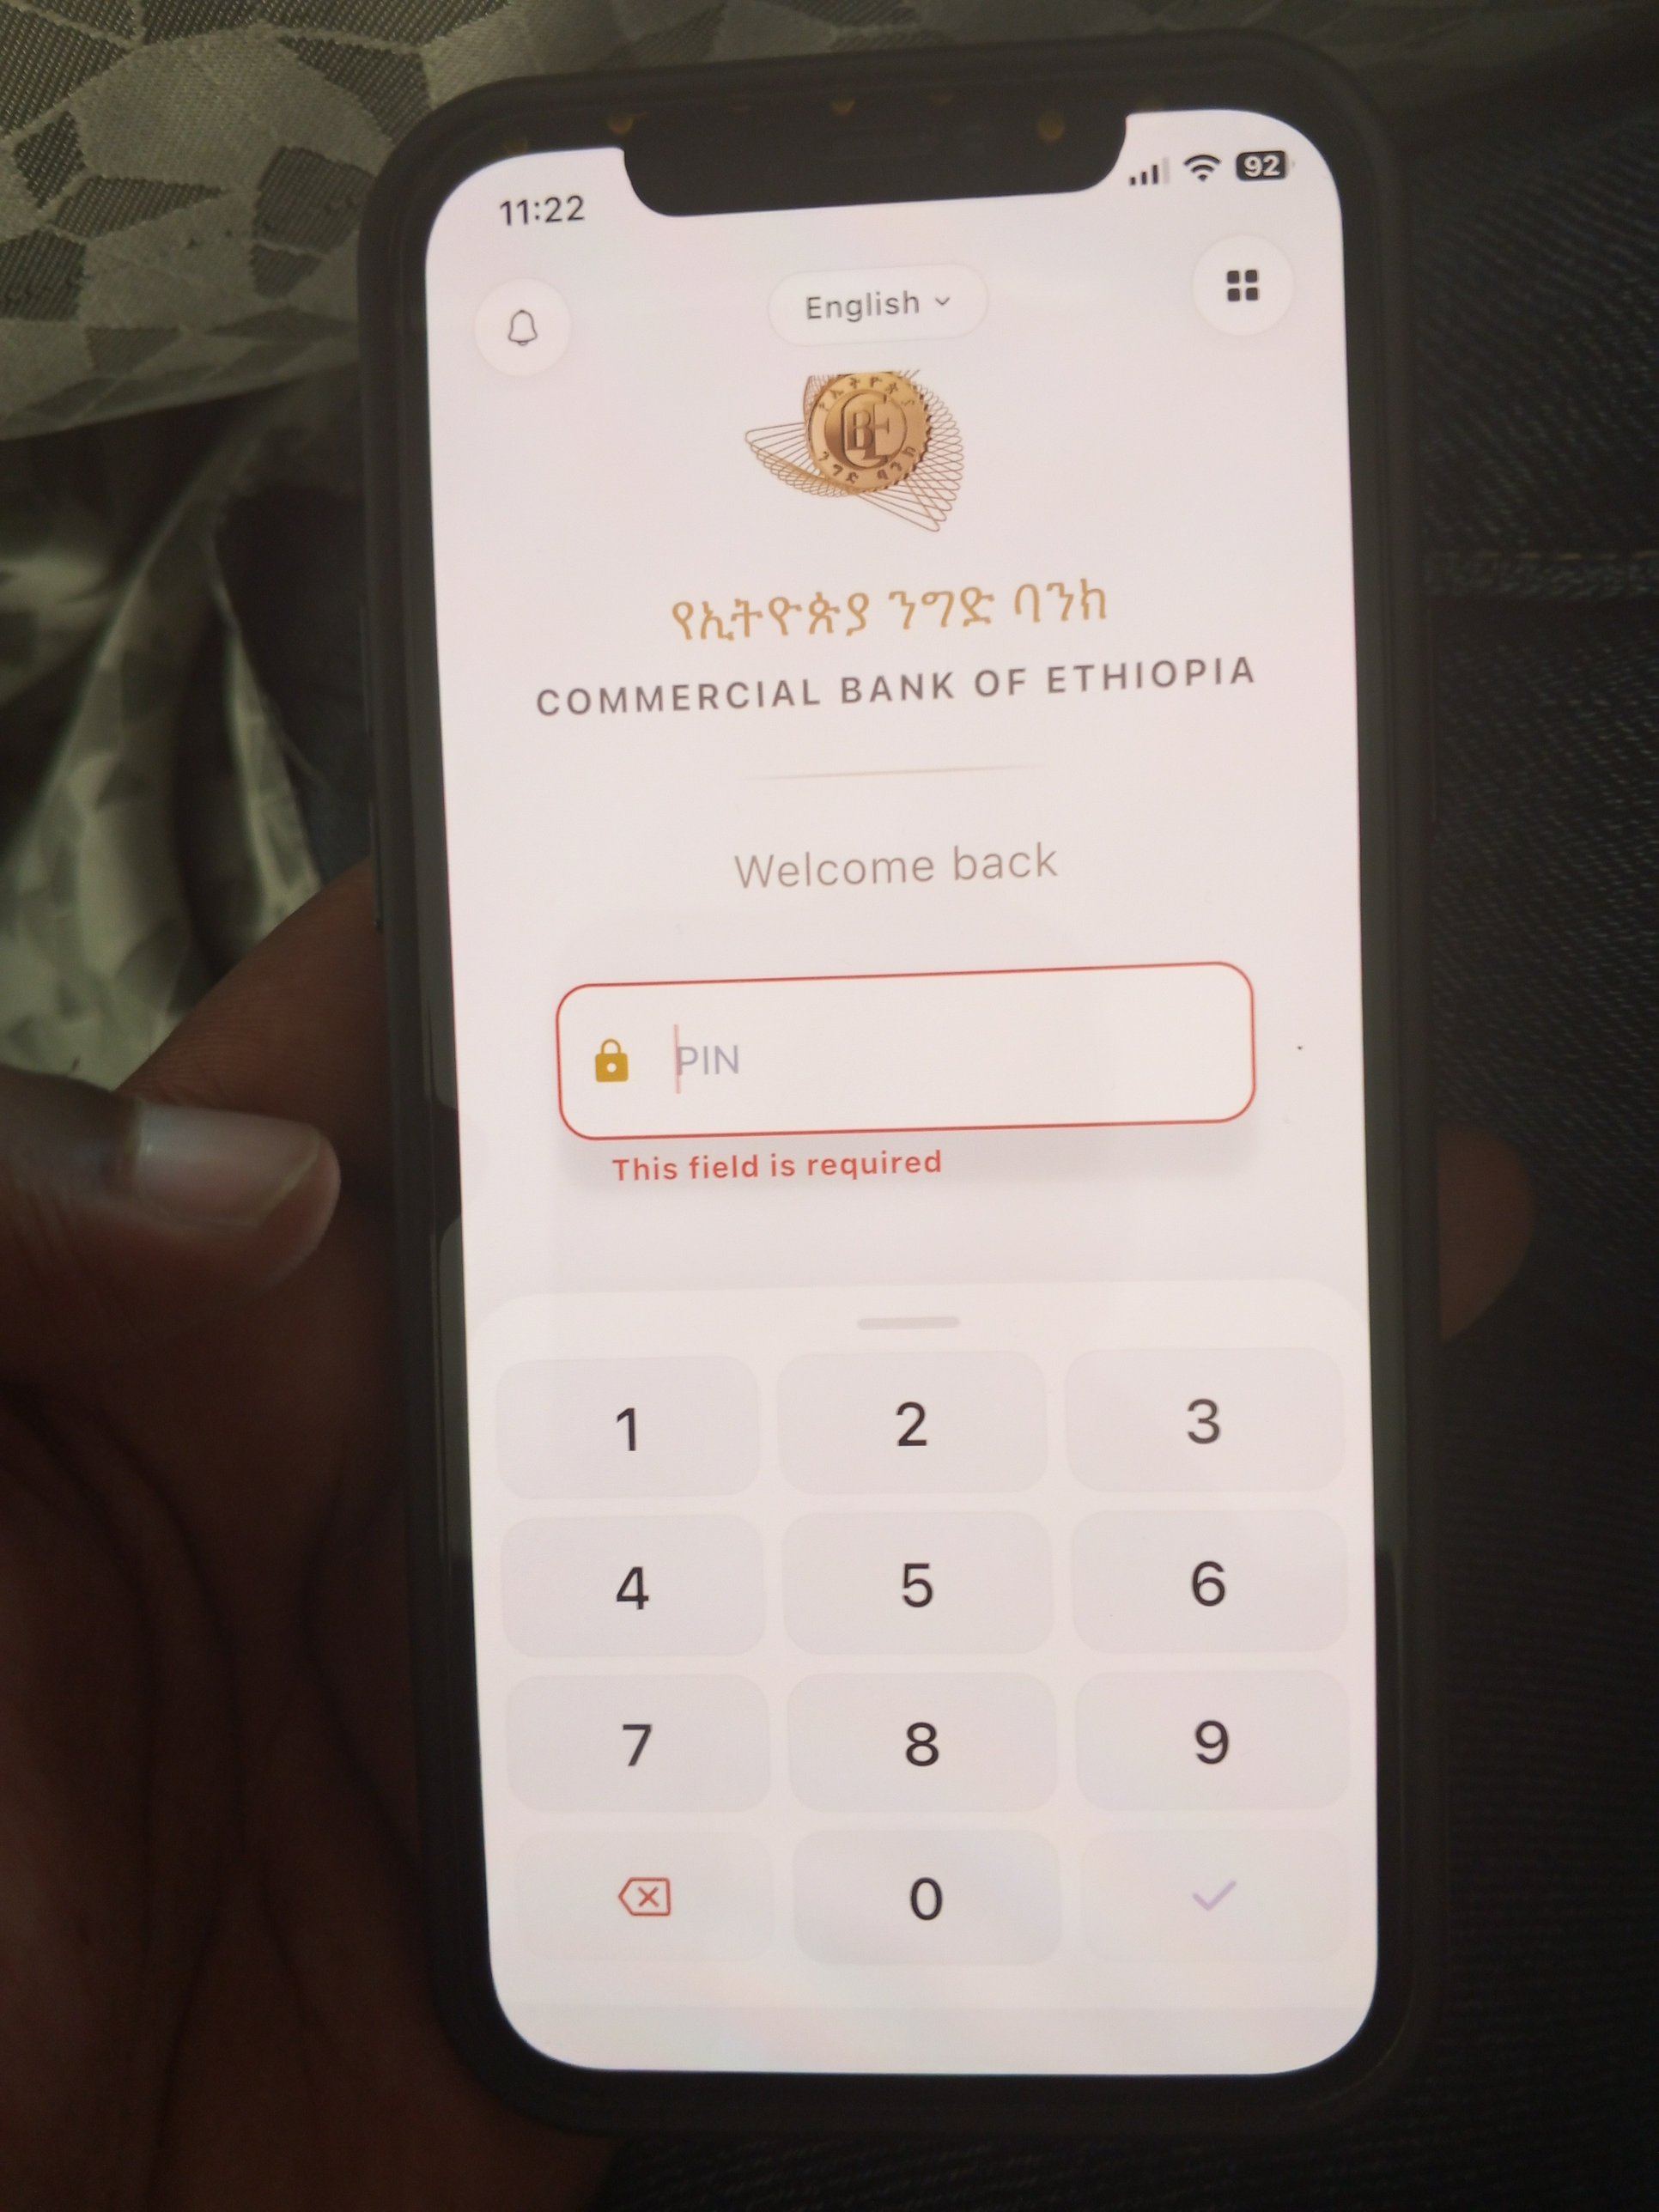 11:22
92
English
CBE
የኢትዮጵያ ንግድ ባንክ
COMMERCIAL BANK OF ETHIOPIA
Welcome back
PIN
This field is required
1 2 3
4 5 6
7 8 9
0